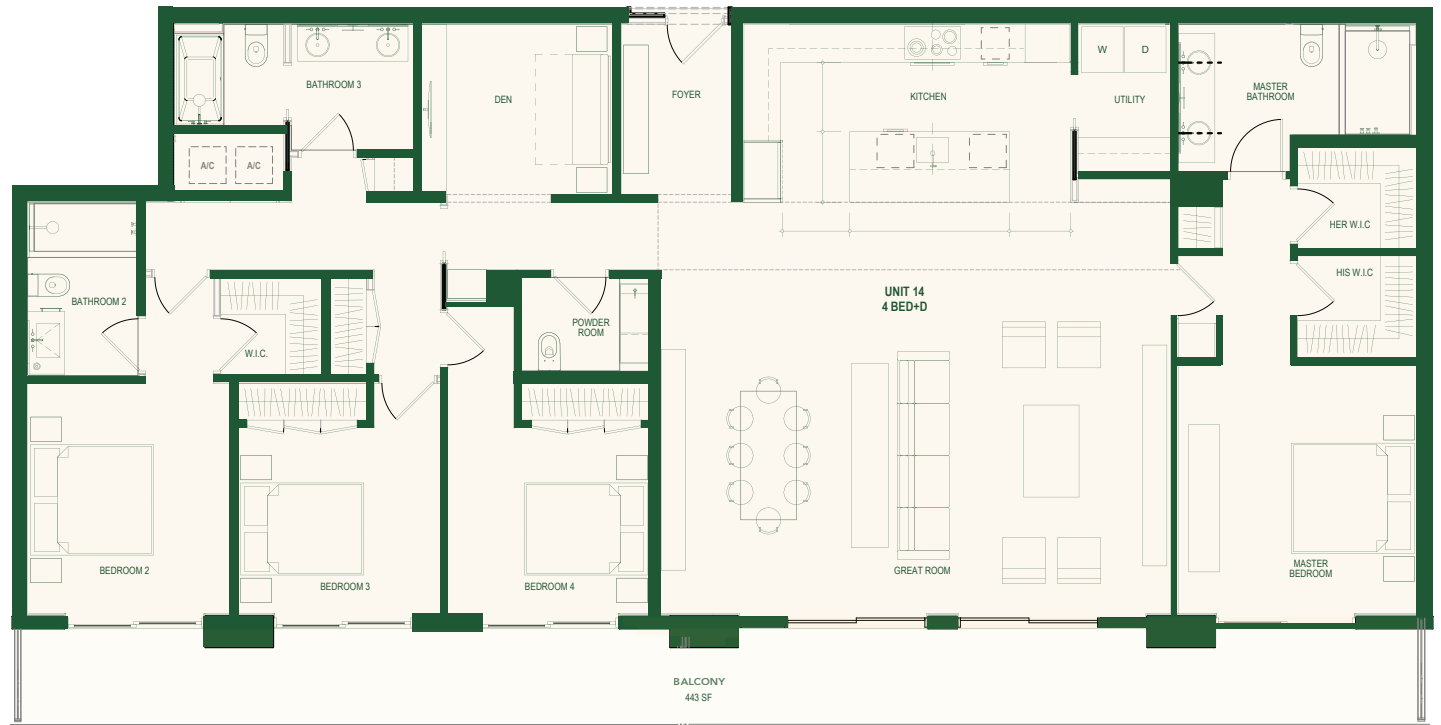 BATHROOM 3
DEN
FOYER
KITCHEN
W
D
UTILITY
MASTER
BATHROOM
A/C
A/C
HER W.I.C
HIS W.I.C
BATHROOM 2
W.I.C.
POWDER
ROOM
UNIT 14
4 BED+D
BEDROOM 2
BEDROOM 3
BEDROOM 4
GREAT ROOM
MASTER
BEDROOM
BALCONY
443 SF